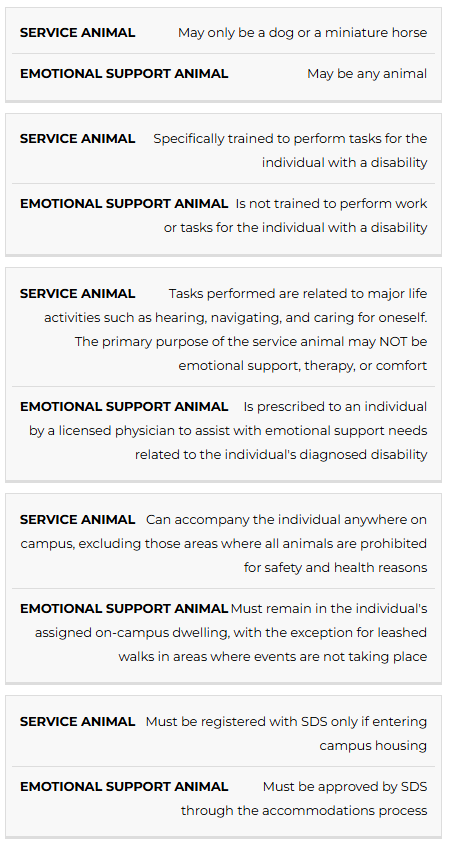 SERVICE ANIMAL May only be a dog or a miniature horse
EMOTIONAL SUPPORT ANIMAL May be any animal
SERVICE ANIMAL Specifically trained to perform tasks for the
individual with a disability
EMOTIONAL SUPPORT ANIMAL Is not trained to perform work
or tasks for the individual with a disability
SERVICE ANIMAL Tasks performed are related to major life
activities such as hearing, navigating, and caring for oneself.
The primary purpose of the service animal may NOT be
emotional support, therapy, or comfort
EMOTIONAL SUPPORT ANIMAL Is prescribed to an individual
by a licensed physician to assist with emotional support needs
related to the individual's diagnosed disability
SERVICE ANIMAL Can accompany the individual anywhere on
campus, excluding those areas where all animals are prohibited
for safety and health reasons
EMOTIONAL SUPPORT ANIMAL Must remain in the individual's
assigned on-campus dwelling, with the exception for leashed
walks in areas where events are not taking place
SERVICE ANIMAL Must be registered with SDS only if entering
campus housing
EMOTIONAL SUPPORT ANIMAL Must be approved by SDS
through the accommodations process